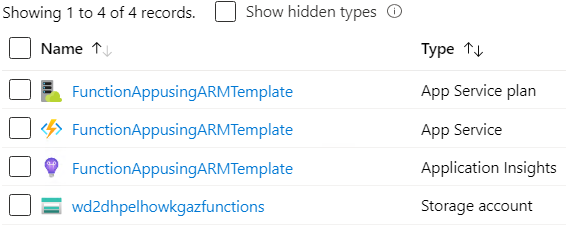 Showing 1 to 4 of 4 records. Show hidden types
Name Type
FunctionAppusingARMTemplate App Service plan
FunctionAppusingARMTemplate App Service
FunctionAppusingARMTemplate Application Insights
wd2dhpelhowkgazfunctions Storage account